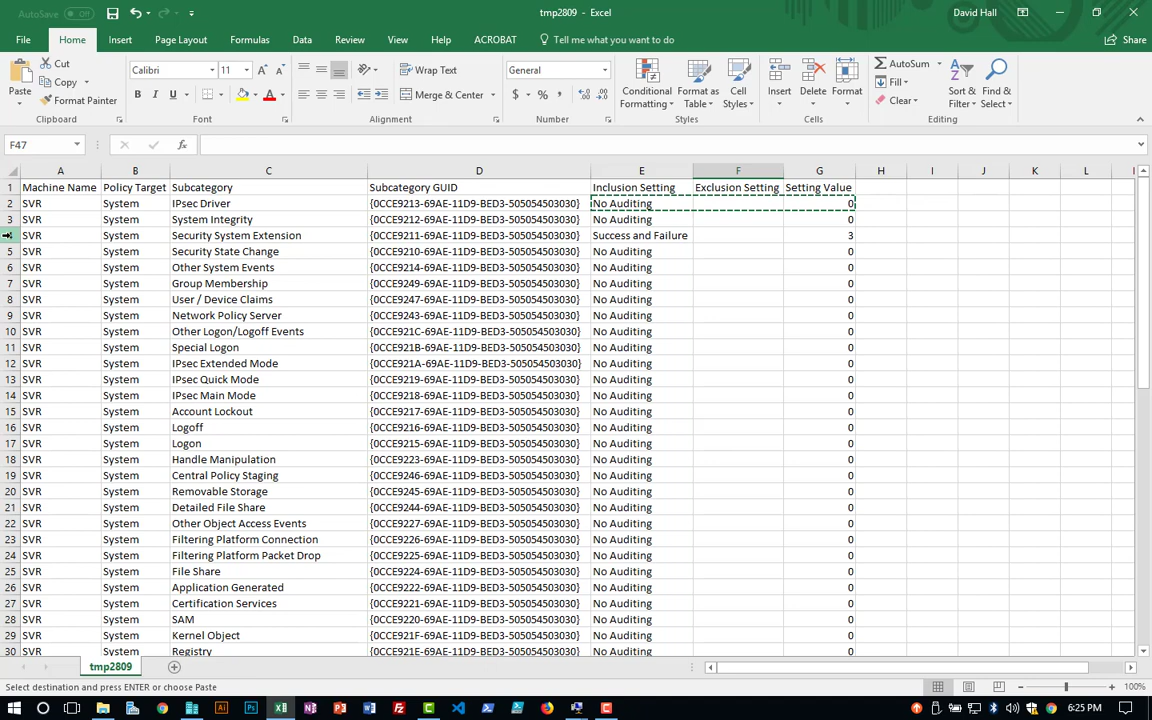 AutoSave Off tmp2809 - Excel David Hall
File Home Insert Page Layout Formulas Data Review View Help ACROBAT Tell me what you want to do Share
Paste Cut Copy Format Painter Clipboard
Calibri 11 B I U Font
Wrap Text Merge & Center Alignment
General $ % , Number
Conditional Formatting Format as Table Cell Styles Styles
Insert Delete Format Cells
AutoSum Fill Clear Sort & Filter Find & Select Editing
F47 fx
A B C D E F G H I J K L
1 Machine Name Policy Target Subcategory Subcategory GUID Inclusion Setting Exclusion Setting Setting Value
2 SVR System IPsec Driver {0CCE9213-69AE-11D9-BED3-505054503030} No Auditing 0
3 SVR System System Integrity {0CCE9212-69AE-11D9-BED3-505054503030} No Auditing 0
SVR System Security System Extension {0CCE9211-69AE-11D9-BED3-505054503030} Success and Failure 3
5 SVR System Security State Change {0CCE9210-69AE-11D9-BED3-505054503030} No Auditing 0
6 SVR System Other System Events {0CCE9214-69AE-11D9-BED3-505054503030} No Auditing 0
7 SVR System Group Membership {0CCE9249-69AE-11D9-BED3-505054503030} No Auditing 0
8 SVR System User / Device Claims {0CCE9247-69AE-11D9-BED3-505054503030} No Auditing 0
9 SVR System Network Policy Server {0CCE9243-69AE-11D9-BED3-505054503030} No Auditing 0
10 SVR System Other Logon/Logoff Events {0CCE921C-69AE-11D9-BED3-505054503030} No Auditing 0
11 SVR System Special Logon {0CCE921B-69AE-11D9-BED3-505054503030} No Auditing 0
12 SVR System IPsec Extended Mode {0CCE921A-69AE-11D9-BED3-505054503030} No Auditing 0
13 SVR System IPsec Quick Mode {0CCE9219-69AE-11D9-BED3-505054503030} No Auditing 0
14 SVR System IPsec Main Mode {0CCE9218-69AE-11D9-BED3-505054503030} No Auditing 0
15 SVR System Account Lockout {0CCE9217-69AE-11D9-BED3-505054503030} No Auditing 0
16 SVR System Logoff {0CCE9216-69AE-11D9-BED3-505054503030} No Auditing 0
17 SVR System Logon {0CCE9215-69AE-11D9-BED3-505054503030} No Auditing 0
18 SVR System Handle Manipulation {0CCE9223-69AE-11D9-BED3-505054503030} No Auditing 0
19 SVR System Central Policy Staging {0CCE9246-69AE-11D9-BED3-505054503030} No Auditing 0
20 SVR System Removable Storage {0CCE9245-69AE-11D9-BED3-505054503030} No Auditing 0
21 SVR System Detailed File Share {0CCE9244-69AE-11D9-BED3-505054503030} No Auditing 0
22 SVR System Other Object Access Events {0CCE9227-69AE-11D9-BED3-505054503030} No Auditing 0
23 SVR System Filtering Platform Connection {0CCE9226-69AE-11D9-BED3-505054503030} No Auditing 0
24 SVR System Filtering Platform Packet Drop {0CCE9225-69AE-11D9-BED3-505054503030} No Auditing 0
25 SVR System File Share {0CCE9224-69AE-11D9-BED3-505054503030} No Auditing 0
26 SVR System Application Generated {0CCE9222-69AE-11D9-BED3-505054503030} No Auditing 0
27 SVR System Certification Services {0CCE9221-69AE-11D9-BED3-505054503030} No Auditing 0
28 SVR System SAM {0CCE9220-69AE-11D9-BED3-505054503030} No Auditing 0
29 SVR System Kernel Object {0CCE921F-69AE-11D9-BED3-505054503030} No Auditing 0
30 SVR System Registry {0CCE921E-69AE-11D9-BED3-505054503030} No Auditing 0
tmp2809
Select destination and press ENTER or choose Paste 100%
6:25 PM